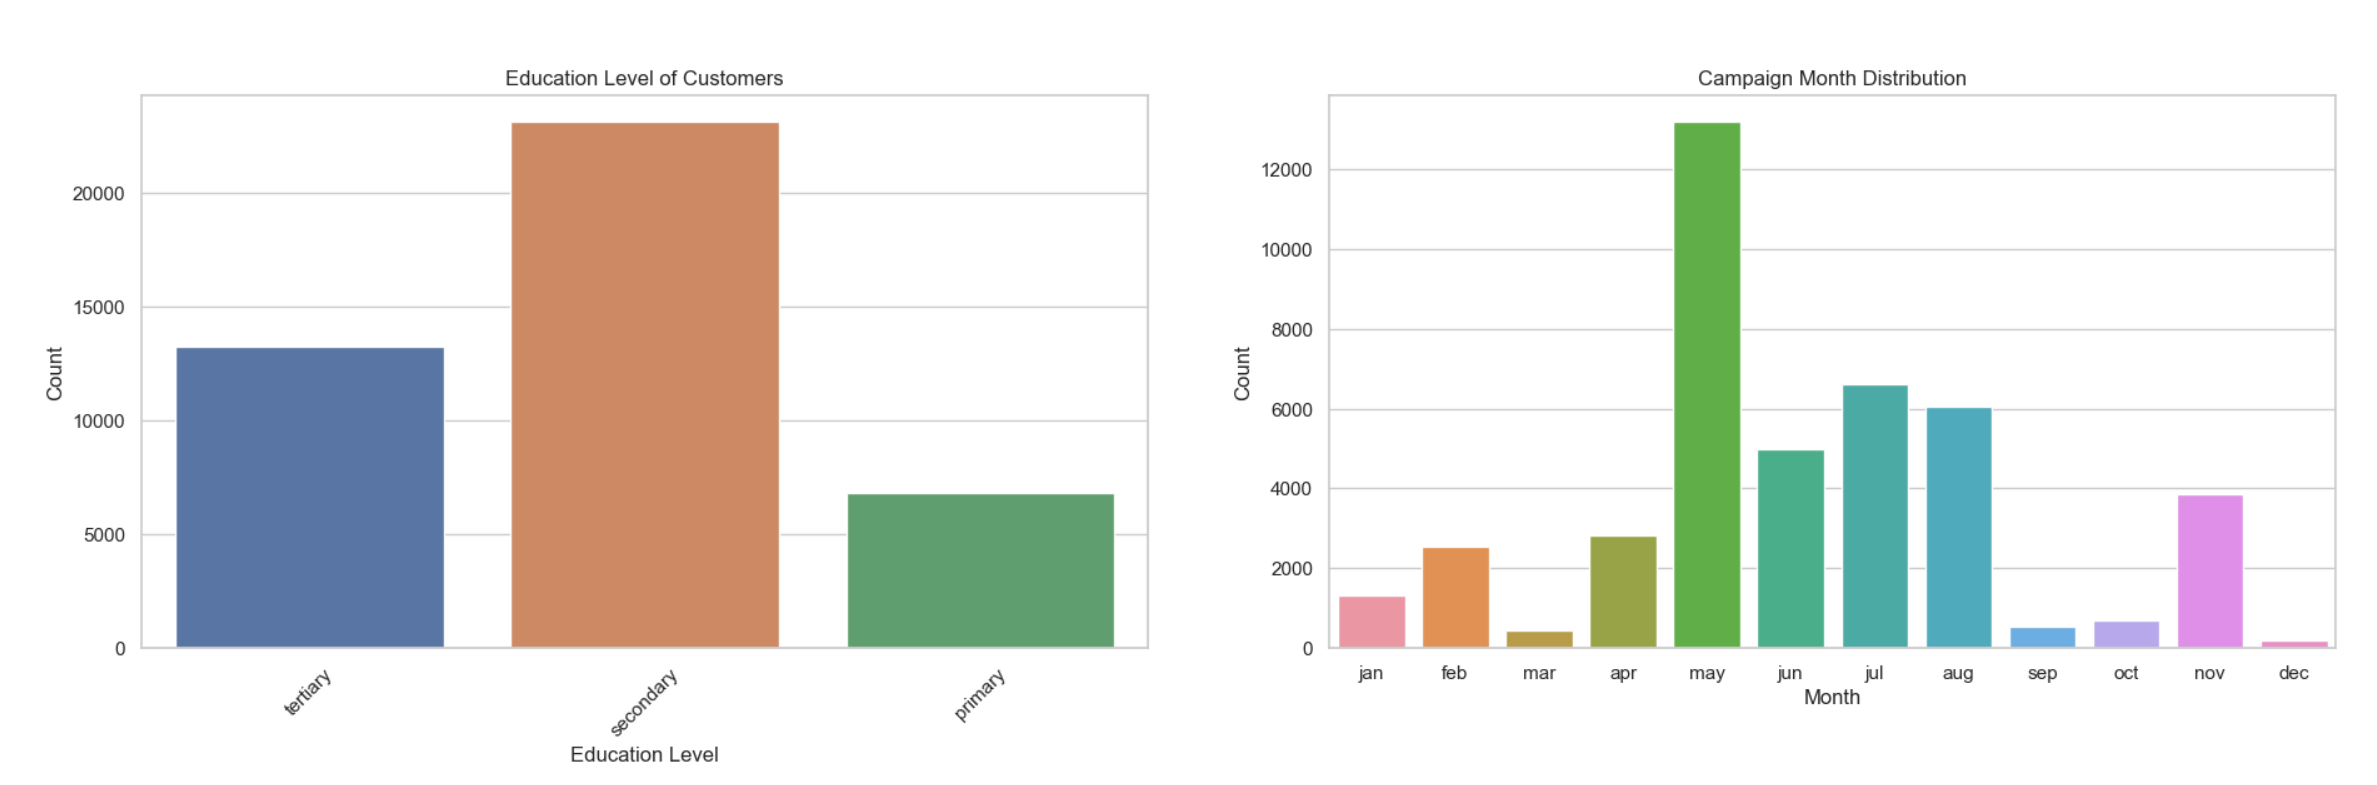 Education Level of Customers
Count
20000
15000
10000
5000
0
tertiary
secondary
primary
Education Level
Campaign Month Distribution
Count
12000
10000
8000
6000
4000
2000
0
jan feb mar apr may jun jul aug sep oct nov dec
Month